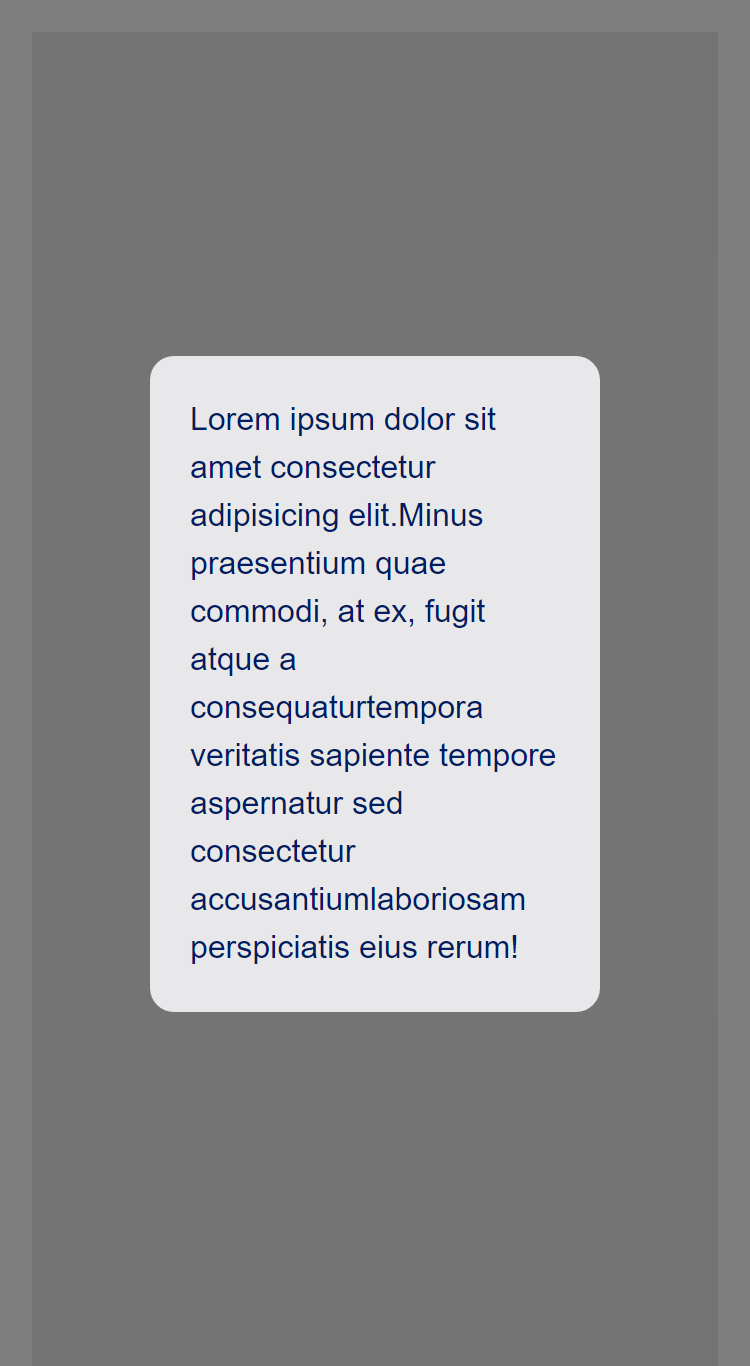 Lorem ipsum dolor sit
amet consectetur
adipisicing elit.Minus
praesentium quae
commodi, at ex, fugit
atque a
consequaturtempora
veritatis sapiente tempore
aspernatur sed
consectetur
accusantiumlaboriosam
perspiciatis eius rerum!